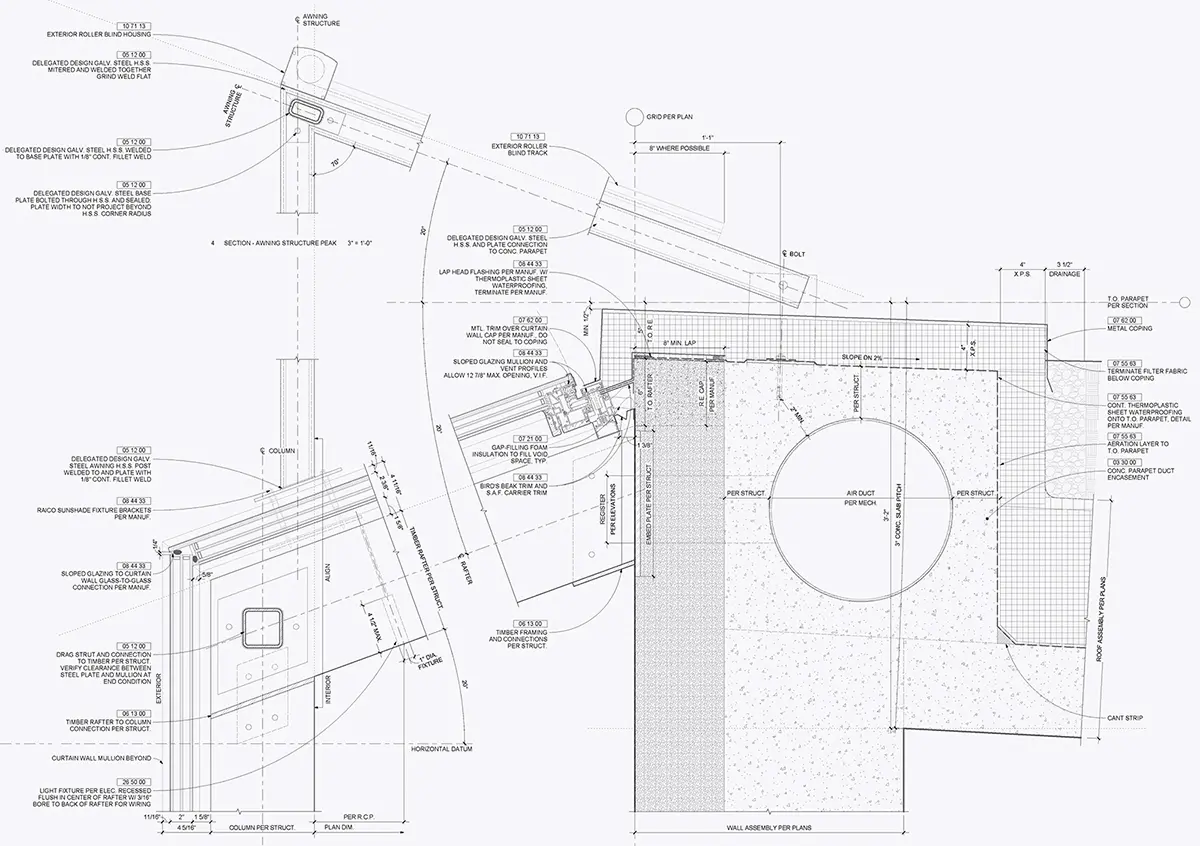 ℄ AWNING
STRUCTURE
10 71 13
EXTERIOR ROLLER BLIND HOUSING
05 12 00
DELEGATED DESIGN GALV. STEEL H.S.S.
MITERED AND WELDED TOGETHER
GRIND WELD FLAT
℄ AWNING
STRUCTURE
05 12 00
DELEGATED DESIGN GALV. STEEL H.S.S. WELDED
TO BASE PLATE WITH 1/8" CONT. FILLET WELD
70°
05 12 00
DELEGATED DESIGN GALV. STEEL BASE
PLATE BOLTED THROUGH H.S.S. AND SEALED.
PLATE WIDTH TO NOT PROJECT BEYOND
H.S.S. CORNER RADIUS
4 SECTION - AWNING STRUCTURE PEAK 3" = 1'-0"
20°
20°
GRID PER PLAN
1'-1"
8" WHERE POSSIBLE
10 71 13
EXTERIOR ROLLER
BLIND TRACK
05 12 00
DELEGATED DESIGN GALV. STEEL
H.S.S. AND PLATE CONNECTION
TO CONC. PARAPET
℄ BOLT
08 44 33
LAP HEAD FLASHING PER MANUF. W/
THERMOPLASTIC SHEET
WATERPROOFING.
TERMINATE PER MANUF.
07 62 00
MTL. TRIM OVER CURTAIN
WALL CAP PER MANUF., DO
NOT SEAL TO COPING
08 44 33
SLOPED GLAZING MULLION AND
VENT PROFILES
ALLOW 12 7/8" MAX. OPENING, V.I.F.
MIN. 1/2"
5"
T.O. R.E.
8" MIN. LAP
6"
T.O. RAFTER
R.E. CAP
PER MANUF.
SLOPE ON 2%
4"
X.P.S.
4"
X.P.S.
3 1/2"
DRAINAGE
T.O. PARAPET
PER SECTION
07 62 00
METAL COPING
07 55 63
TERMINATE FILTER FABRIC
BELOW COPING
07 55 63
CONT. THERMOPLASTIC
SHEET WATERPROOFING
ONTO T.O. PARAPET, DETAIL
PER MANUF.
07 55 63
AERATION LAYER TO
T.O. PARAPET
03 30 00
CONC. PARAPET DUCT
ENCASEMENT
PER STRUCT.
2" MIN.
07 21 00
GAP-FILLING FOAM
INSULATION TO FILL VOID
SPACE, TYP.
08 44 33
BIRD'S BEAK TRIM AND
S.A.F. CARRIER TRIM
1 3/8"
REGISTER
PER ELEVATIONS
EMBED PLATE PER STRUCT.
PER STRUCT.
AIR DUCT
PER MECH.
PER STRUCT.
3'-2"
3" CONC. SLAB PITCH
℄ RAFTER
06 13 00
TIMBER FRAMING
AND CONNECTIONS
PER STRUCT.
ROOF ASSEMBLY PER PLANS
CANT STRIP
WALL ASSEMBLY PER PLANS
℄ COLUMN
05 12 00
DELEGATED DESIGN GALV.
STEEL AWNING H.S.S. POST
WELDED TO AND PLATE WITH
1/8" CONT. FILLET WELD
08 44 33
RAICO SUNSHADE FIXTURE BRACKETS
PER MANUF.
11/16"
2 3/8"
4 11/16"
1 5/8"
TIMBER RAFTER PER STRUCT.
1/4"
5/8"
08 44 33
SLOPED GLAZING TO CURTAIN
WALL GLASS-TO-GLASS
CONNECTION PER MANUF.
ALIGN
4 1/2" MAX.
1" DIA.
FIXTURE
05 12 00
DRAG STRUT AND CONNECTION
TO TIMBER PER STRUCT.
VERIFY CLEARANCE BETWEEN
STEEL PLATE AND MULLION AT
END CONDITION
EXTERIOR
INTERIOR
20°
06 13 00
TIMBER RAFTER TO COLUMN
CONNECTION PER STRUCT.
HORIZONTAL DATUM
CURTAIN WALL MULLION BEYOND
26 50 00
LIGHT FIXTURE PER ELEC. RECESSED
FLUSH IN CENTER OF RAFTER W/ 3/16"
BORE TO BACK OF RAFTER FOR WIRING
11/16"
2"
1 5/8"
PER R.C.P.
4 5/16"
COLUMN PER STRUCT.
PLAN DIM.